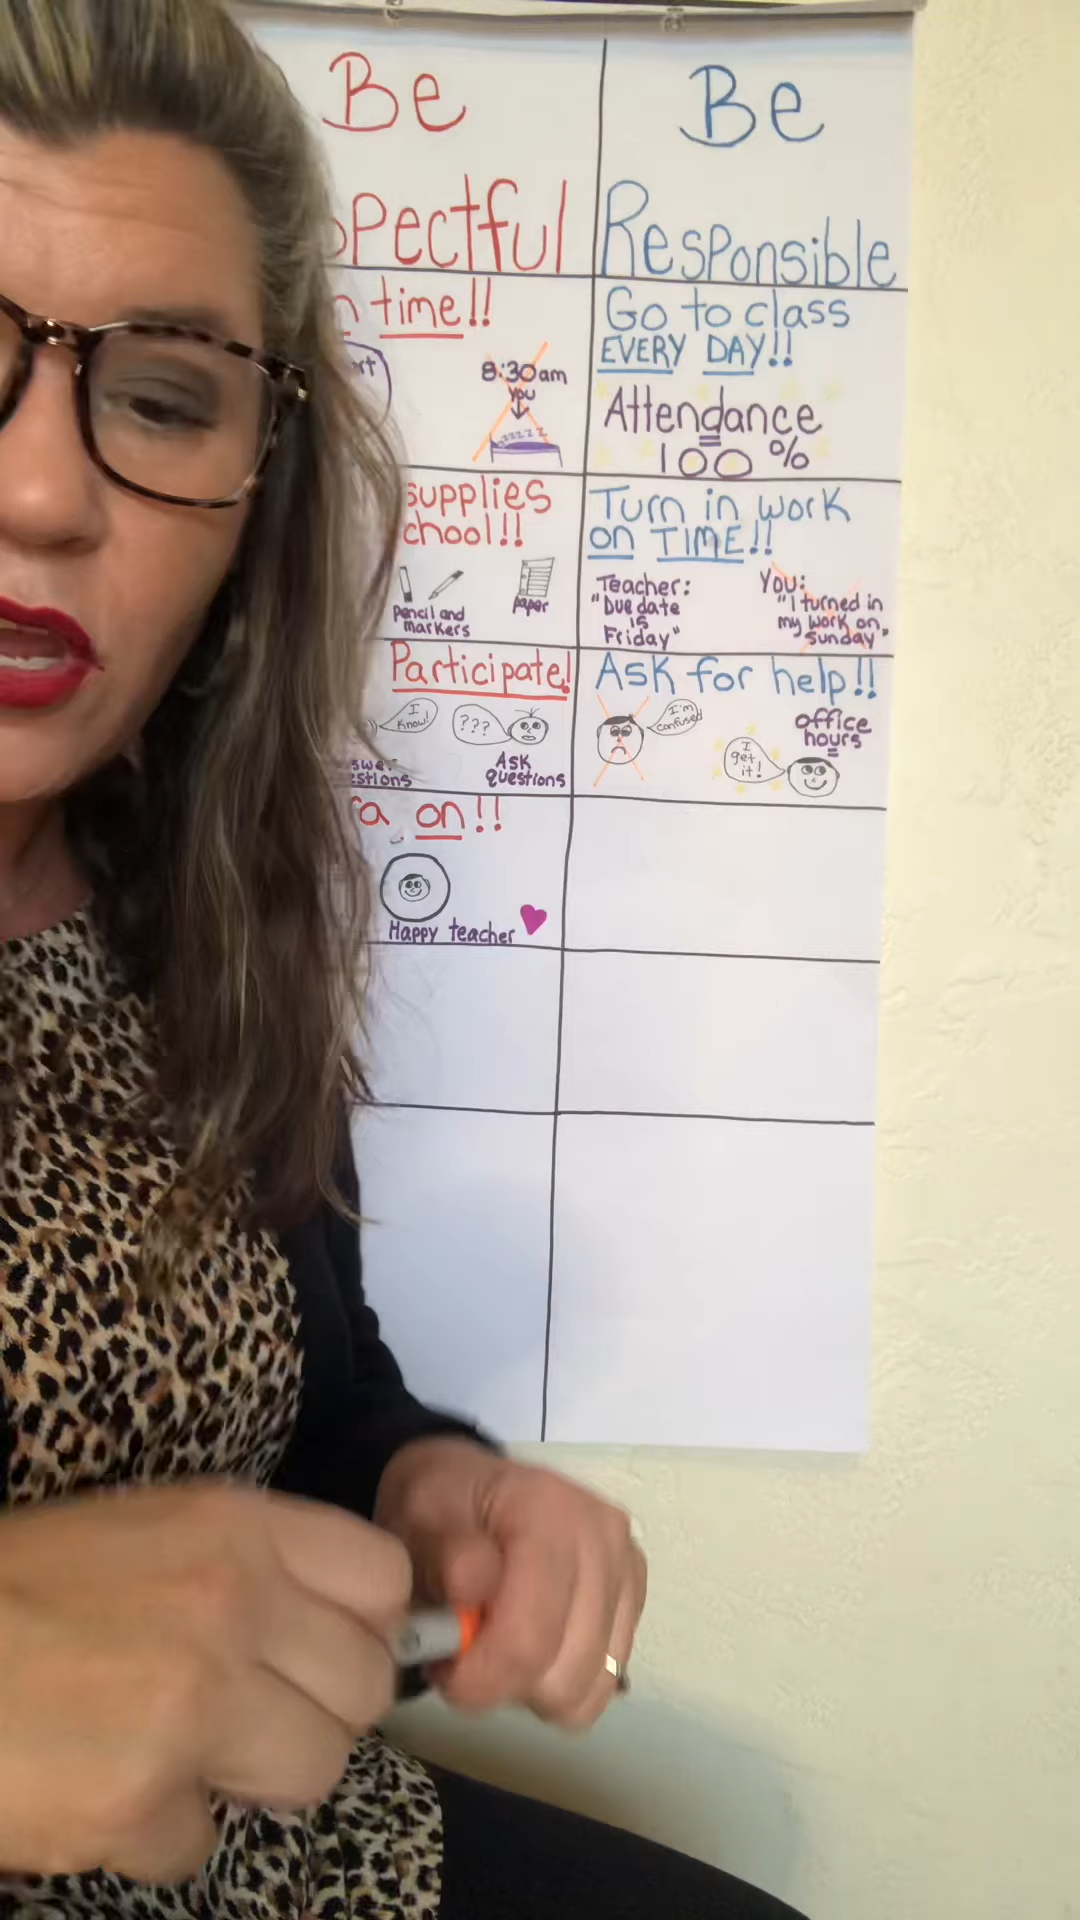 Be
spectful
time!!
8:30am
You
zzzzz
supplies
chool!!
Pencil and
markers
Paper
Participate!
I
know!
???
Ask
questions
on!!
Happy teacher
Be
Responsible
Go to class
EVERY DAY!!
Attendance
100 %
Turn in work
on TIME!!
Teacher:
"Due date
is
Friday"
You:
"I turned in
my work on
Sunday"
Ask for help!!
I'm
confused
office
hours
I
get
it!